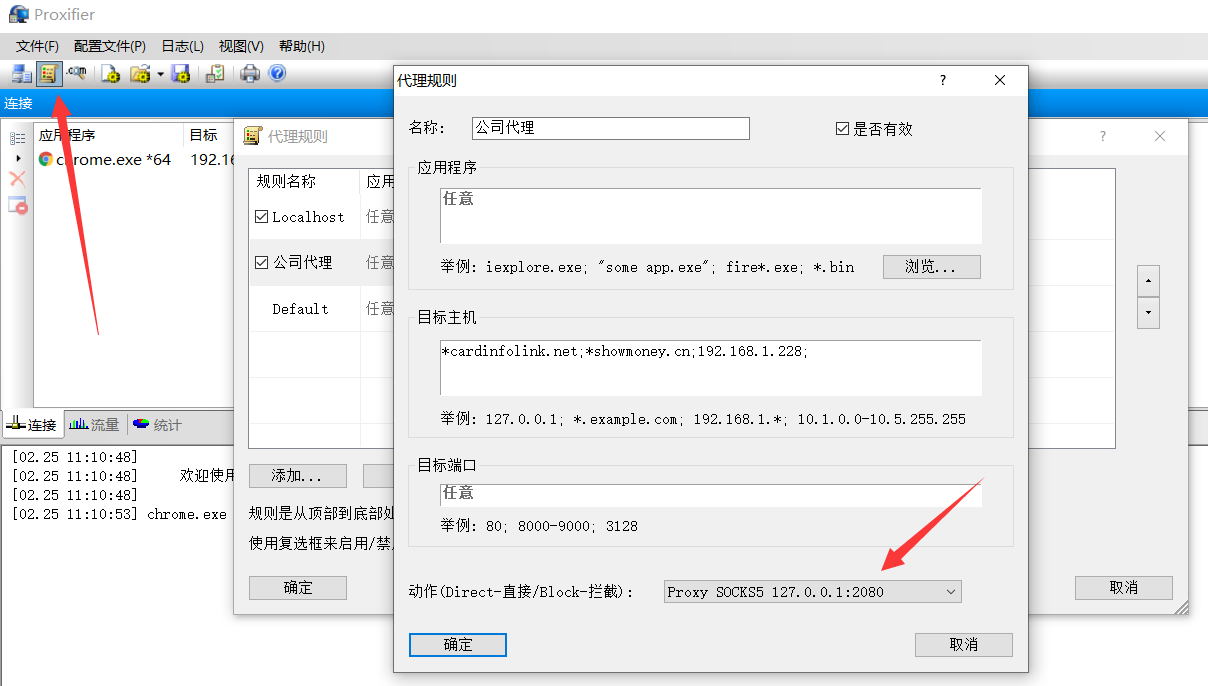 Proxifier
文件(F) 配置文件(P) 日志(L) 视图(V) 帮助(H)
连接
应用程序 目标
chrome.exe *64 192.16
连接 流量 统计
[02.25 11:10:48]
[02.25 11:10:48] 欢迎使用
[02.25 11:10:48]
[02.25 11:10:53] chrome.exe
代理规则 ?
规则名称 应用
Localhost 任意
公司代理 任意
Default 任意
添加...
规则是从顶部到底部处
使用复选框来启用/禁
确定 取消
代理规则 ?
名称: 公司代理 是否有效
应用程序
任意
举例: iexplore.exe; "some app.exe"; fire*.exe; *.bin 浏览...
目标主机
*cardinfolink.net;*showmoney.cn;192.168.1.228;
举例: 127.0.0.1; *.example.com; 192.168.1.*; 10.1.0.0-10.5.255.255
目标端口
任意
举例: 80; 8000-9000; 3128
动作(Direct-直接/Block-拦截): Proxy SOCKS5 127.0.0.1:2080
确定 取消